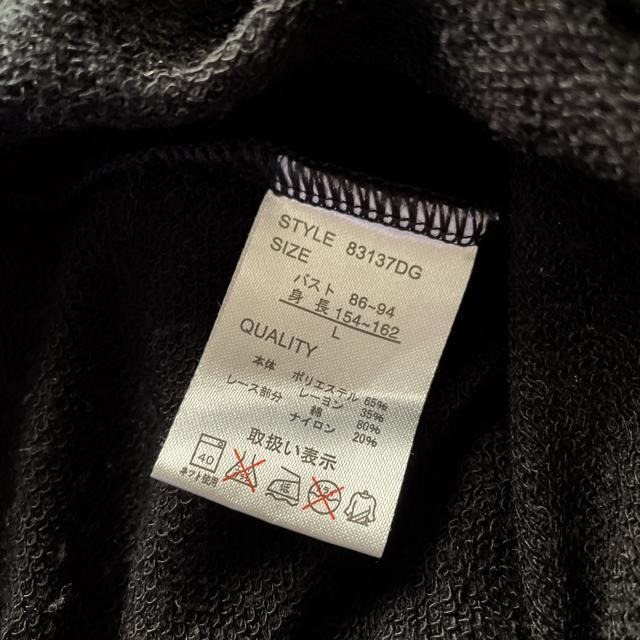 STYLE 83137DG
SIZE
バスト 86~94
身長 154~162
L
QUALITY
本体 ポリエステル 65%
レーヨン 35%
レース部分 綿 80%
ナイロン 20%
取扱い表示
40 低
ネット使用